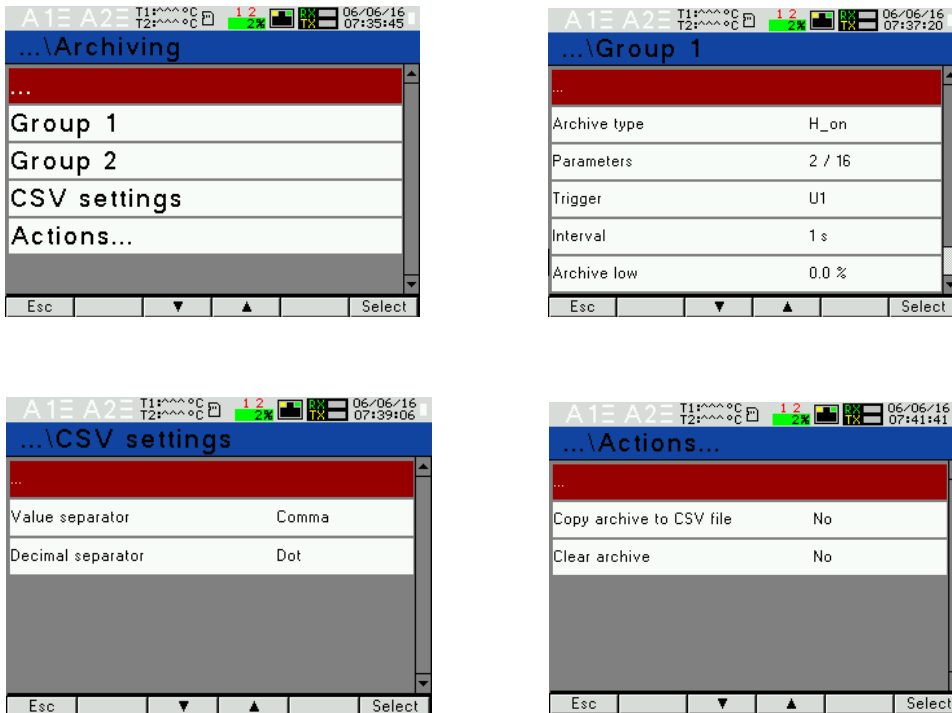 A1 A2 T1:^^^°C 1 2 RX 06/06/16
T2:^^^°C 2% TX 07:35:45
...\Archiving
...
Group 1
Group 2
CSV settings
Actions...
Esc ▼ ▲ Select
A1 A2 T1:^^^°C 1 2 RX 06/06/16
T2:^^^°C 2% TX 07:37:20
...\Group 1
...
Archive type H_on
Parameters 2 / 16
Trigger U1
Interval 1 s
Archive low 0.0 %
Esc ▼ ▲ Select
A1 A2 T1:^^^°C 1 2 RX 06/06/16
T2:^^^°C 2% TX 07:39:06
...\CSV settings
...
Value separator Comma
Decimal separator Dot
Esc ▼ ▲ Select
A1 A2 T1:^^^°C 1 2 RX 06/06/16
T2:^^^°C 2% TX 07:41:41
...\Actions...
...
Copy archive to CSV file No
Clear archive No
Esc ▼ ▲ Select